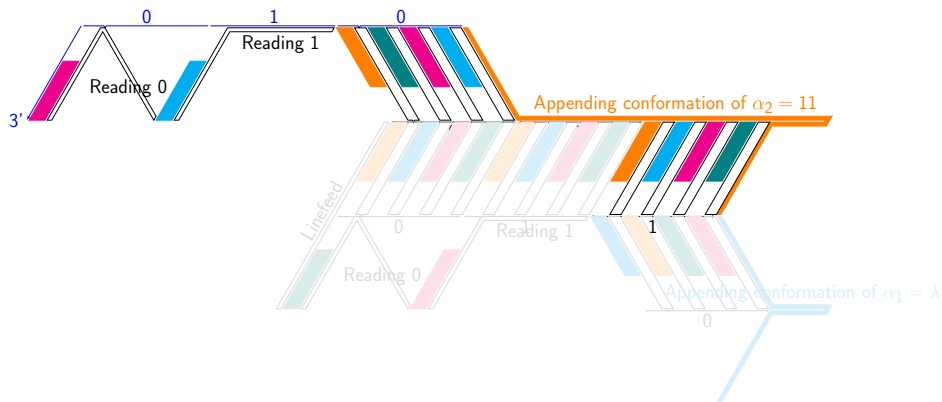 0 1 0
Reading 1
Reading 0
Appending conformation of α₂ = 11
3'
Linefeed
0 1 1
Reading 1
Reading 0
Appending conformation of α₁ = λ
0